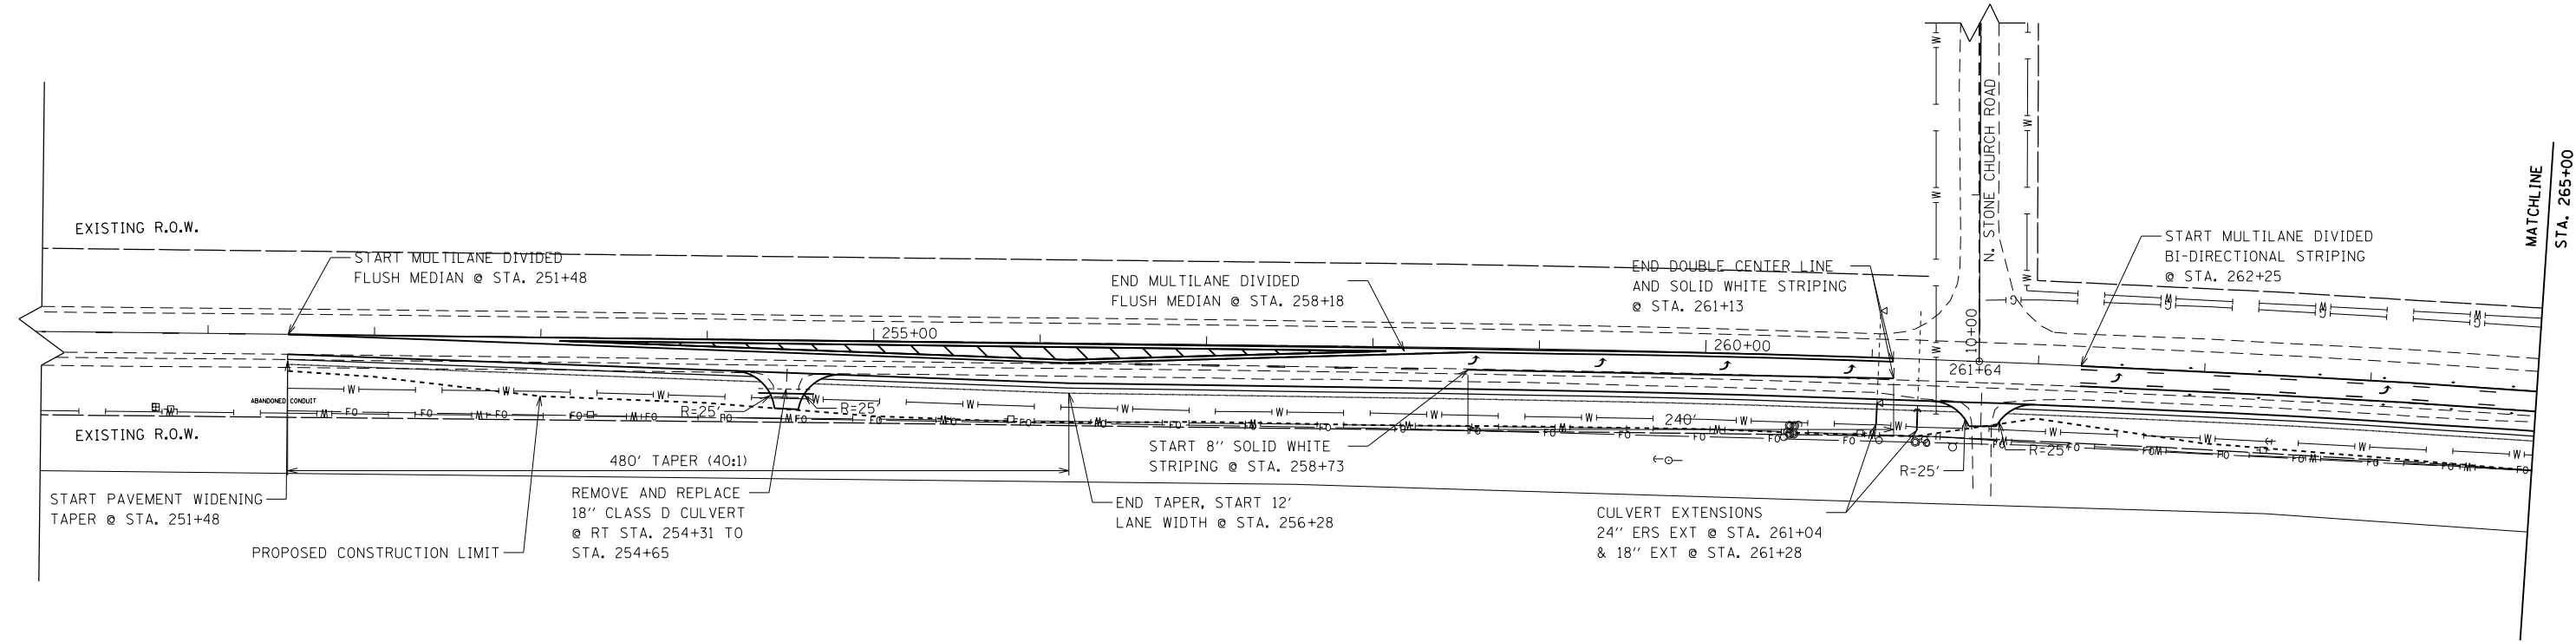 EXISTING R.O.W.
START MULTILANE DIVIDED
FLUSH MEDIAN @ STA. 251+48
END MULTILANE DIVIDED
FLUSH MEDIAN @ STA. 258+18
END DOUBLE CENTER LINE
AND SOLID WHITE STRIPING
@ STA. 261+13
N. STONE CHURCH ROAD
START MULTILANE DIVIDED
BI-DIRECTIONAL STRIPING
@ STA. 262+25
MATCHLINE
STA. 265+00
255+00
260+00
10+00
261+64
ABANDONED CONDUIT
R=25'
R=25'
240'
EXISTING R.O.W.
480' TAPER (40:1)
START 8'' SOLID WHITE
STRIPING @ STA. 258+73
R=25'
R=25'
START PAVEMENT WIDENING
TAPER @ STA. 251+48
PROPOSED CONSTRUCTION LIMIT
REMOVE AND REPLACE
18'' CLASS D CULVERT
@ RT STA. 254+31 TO
STA. 254+65
END TAPER, START 12'
LANE WIDTH @ STA. 256+28
CULVERT EXTENSIONS
24'' ERS EXT @ STA. 261+04
& 18'' EXT @ STA. 261+28